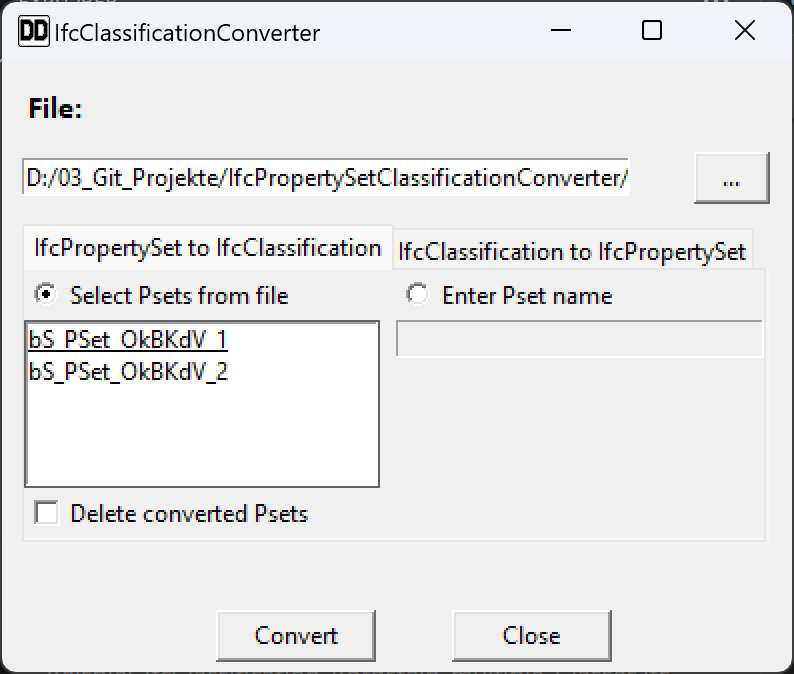 DD IfcClassificationConverter
File:
D:/03_Git_Projekte/IfcPropertySetClassificationConverter/
...
IfcPropertySet to IfcClassification
IfcClassification to IfcPropertySet
Select Psets from file
Enter Pset name
bS_PSet_OkBKdV_1
bS_PSet_OkBKdV_2
Delete converted Psets
Convert
Close